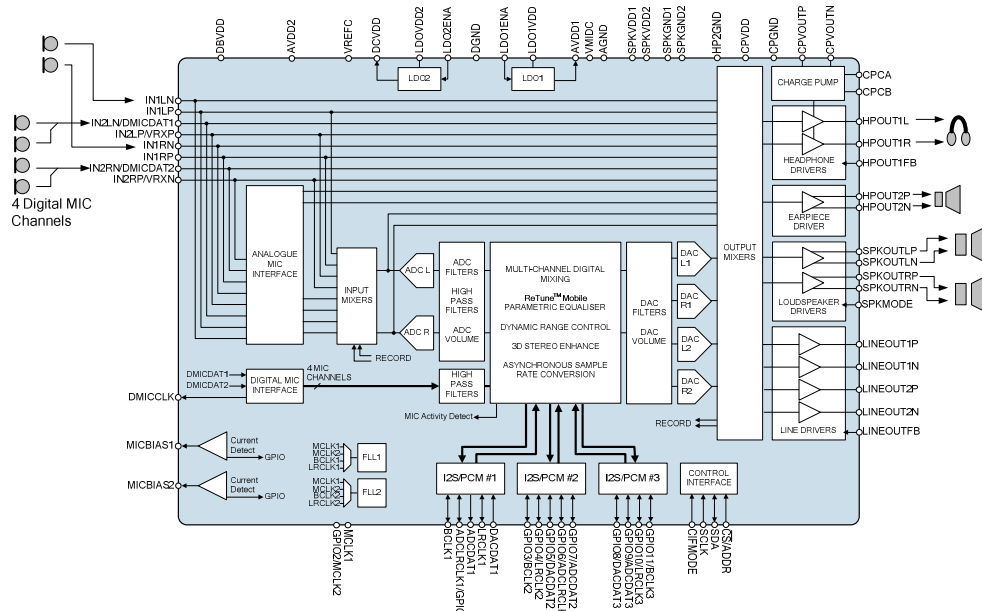 DBVDD
AVDD2
VREFC
DCVDD
LDOVDD2
LDO2ENA
DGND
LDO1ENA
LDO1VDD
AVDD1
VMIDC
AGND
SPKVDD1
SPKVDD2
SPKGND1
SPKGND2
HP2GND
CPVDD
CPGND
CPVOUTP
CPVOUTN
LDO2
LDO1
CHARGE PUMP
CPCA
CPCB
IN1LN
IN1LP
IN2LN/DMICDAT1
IN2LP/VRXP
IN1RN
IN1RP
IN2RN/DMICDAT2
IN2RP/VRXN
4 Digital MIC
Channels
HPOUT1L
HPOUT1R
HPOUT1FB
HEADPHONE
DRIVERS
HPOUT2P
HPOUT2N
EARPIECE
DRIVER
SPKOUTLP
SPKOUTLN
SPKOUTRP
SPKOUTRN
SPKMODE
LOUDSPEAKER
DRIVERS
LINEOUT1P
LINEOUT1N
LINEOUT2P
LINEOUT2N
LINEOUTFB
LINE DRIVERS
ANALOGUE
MIC
INTERFACE
INPUT
MIXERS
ADC L
ADC R
RECORD
ADC
FILTERS
HIGH
PASS
FILTERS
ADC
VOLUME
MULTI-CHANNEL DIGITAL
MIXING
ReTune™ Mobile
PARAMETRIC EQUALISER
DYNAMIC RANGE CONTROL
3D STEREO ENHANCE
ASYNCHRONOUS SAMPLE
RATE CONVERSION
DAC
FILTERS
DAC
VOLUME
DAC
L1
DAC
R1
DAC
L2
DAC
R2
OUTPUT
MIXERS
RECORD
DMICDAT1
DMICDAT2
DMICCLK
DIGITAL MIC
INTERFACE
4 MIC
CHANNELS
HIGH
PASS
FILTERS
MIC Activity Detect
MICBIAS1
Current
Detect
GPIO
MICBIAS2
Current
Detect
GPIO
MCLK1
MCLK2
BCLK1
LRCLK1
FLL1
MCLK1
MCLK2
BCLK2
LRCLK2
FLL2
I2S/PCM #1
I2S/PCM #2
I2S/PCM #3
CONTROL
INTERFACE
GPIO2/MCLK2
MCLK1
BCLK1
ADCLRCLK1/GPIO
ADCDAT1
LRCLK1
DACDAT1
GPIO3/BCLK2
GPIO4/LRCLK2
GPIO5/DACDAT2
GPIO6/ADCLRCL
GPIO7/ADCDAT2
GPIO8/DACDAT3
GPIO9/ADCDAT3
GPIO10/LRCLK3
GPIO11/BCLK3
CIFMODE
SCLK
SDA
CS/ADDR